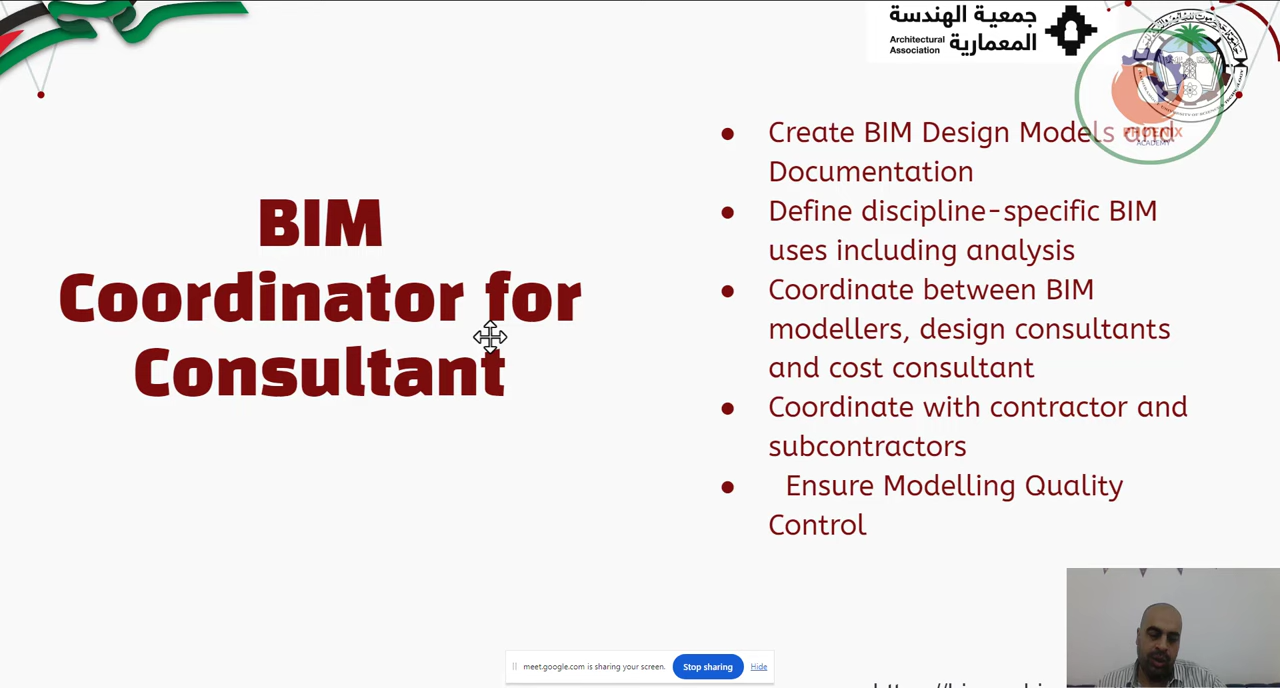 جمعية الهندسة
المعمارية
Architectural
Association
PHOENIX
ACADEMY
BIM
Coordinator for
Consultant
● Create BIM Design Models and
Documentation
● Define discipline-specific BIM
uses including analysis
● Coordinate between BIM
modellers, design consultants
and cost consultant
● Coordinate with contractor and
subcontractors
● Ensure Modelling Quality
Control
meet.google.com is sharing your screen.
Stop sharing
Hide